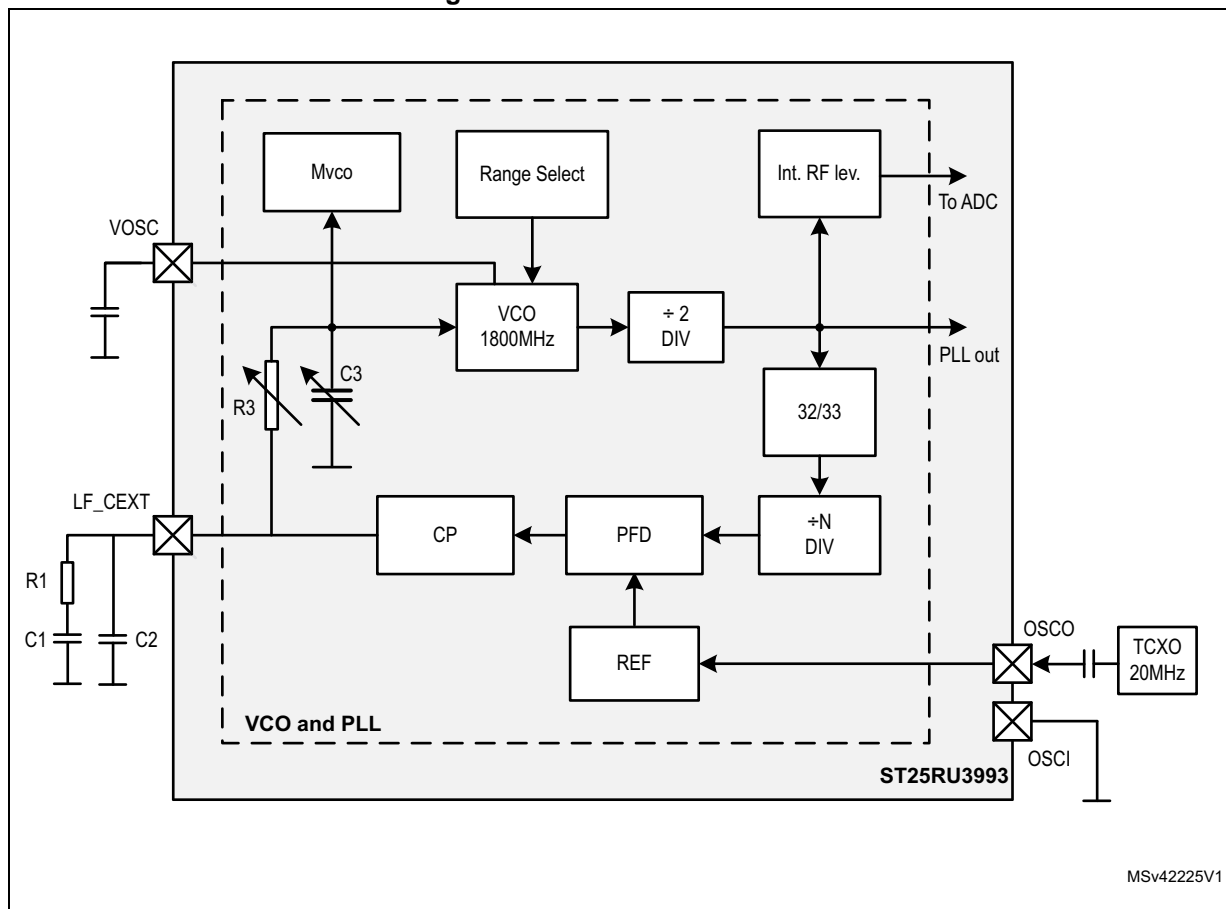 g
Mvco
Range Select
Int. RF lev.
To ADC
VOSC
VCO
1800MHz
÷ 2
DIV
PLL out
C3
R3
32/33
LF_CEXT
CP
PFD
÷N
DIV
R1
C1
C2
REF
OSCO
TCXO
20MHz
VCO and PLL
OSCI
ST25RU3993
MSv42225V1